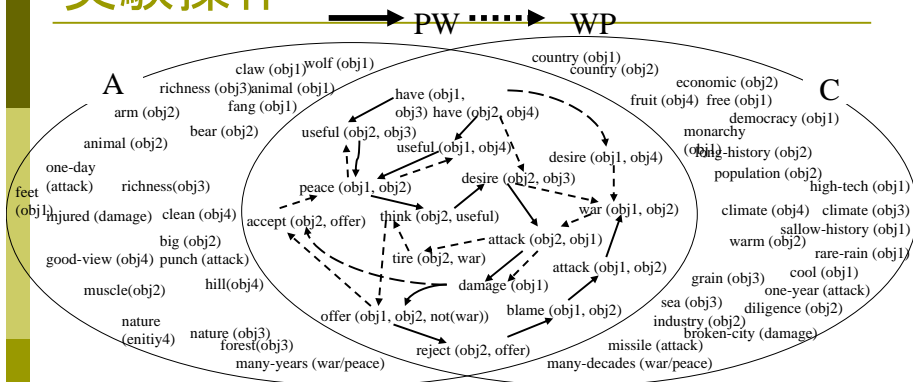 実験操作
PW WP
A
C
claw (obj1)
wolf (obj1)
richness (obj3)
animal (obj1)
fang (obj1)
arm (obj2)
bear (obj2)
animal (obj2)
one-day
(attack)
feet
(obj1)
richness(obj3)
injured (damage)
clean (obj4)
big (obj2)
good-view (obj4)
punch (attack)
muscle(obj2)
hill(obj4)
nature
(enitiy4)
nature (obj3)
forest(obj3)
many-years (war/peace)
have (obj1,
obj3)
have (obj2, obj4)
useful (obj2, obj3)
useful(obj1, obj4)
desire (obj1, obj4)
peace (obj1, obj2)
desire (obj2, obj3)
accept (obj2, offer)
think (obj2, useful)
war (obj1, obj2)
attack (obj2, obj1)
tire (obj2, war)
attack (obj1, obj2)
damage (obj1)
offer (obj1, obj2, not(war))
blame (obj1, obj2)
reject (obj2, offer)
country (obj1)
country (obj2)
economic (obj2)
fruit (obj4)
free (obj1)
democracy (obj1)
monarchy
(obj1)
long-history (obj2)
population (obj2)
high-tech (obj1)
climate (obj4)
climate (obj3)
sallow-history (obj1)
warm (obj2)
rare-rain (obj1)
cool (obj1)
grain (obj3)
one-year (attack)
sea (obj3)
diligence (obj2)
industry (obj2)
broken-city (damage)
missile (attack)
many-decades (war/peace)